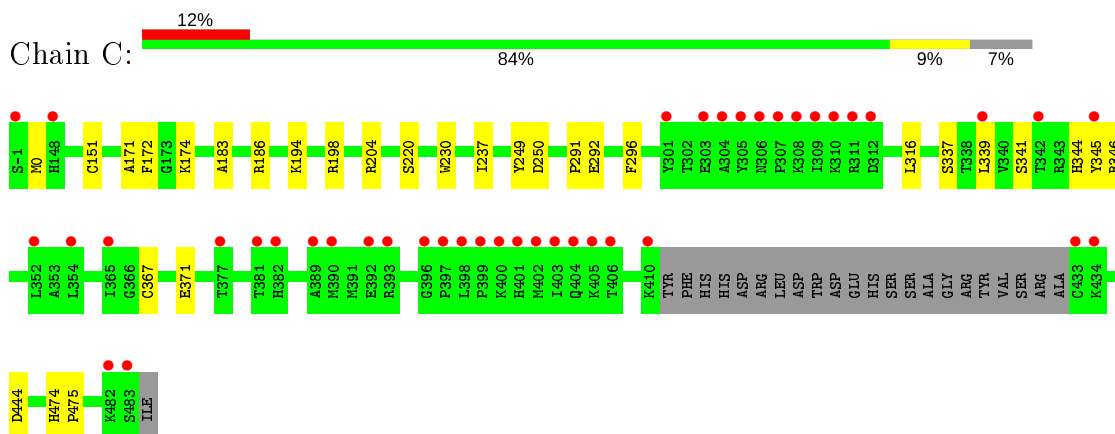 12%
Chain C:
84%
9%
7%
S-1 M0 H148 C151 A171 F172 G173 K174 A183 R186 K194 R198 R204 S220 W230 I237 Y249 D250 P291 E292 F296 Y301 T302 E303 A304 Y305 N306 P307 K308 I309 K310 R311 D312 L316 S337 T338 L339 V340 S341 T342 R343 H344 Y345
L352 A353 L354 I365 G366 C367 E371 T377 T381 H382 A389 M390 M391 E392 R393 G396 P397 L398 P399 K400 H401 M402 I403 Q404 K405 T406 K410 TYR PHE HIS HIS ASP ARG LEU ASP TRP ASP GLU HIS SER SER ALA GLY ARG TYR VAL SER ARG ALA C433 K434
D444 H474 P475 K482 S483 ILE